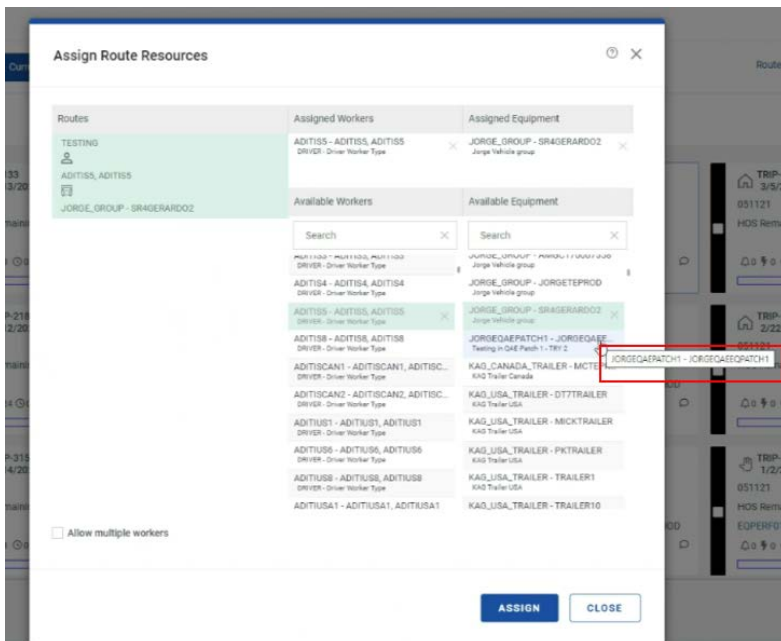 Assign Route Resources
Routes
Assigned Workers
Assigned Equipment
TESTING
ADITIS5, ADITIS5
JORGE_GROUP - SR4GERARDO2
ADITIS5 - ADITIS5, ADITIS5
DRIVER - Driver Worker Type
JORGE_GROUP - SR4GERARDO2
Jorge Vehicle group
Available Workers
Available Equipment
Search
Search
DRIVER - Driver Worker Type
Jorge Vehicle group
ADITIS4 - ADITIS4, ADITIS4
DRIVER - Driver Worker Type
JORGE_GROUP - JORGETEPROD
Jorge Vehicle group
ADITIS5 - ADITIS5, ADITIS5
DRIVER - Driver Worker Type
JORGE_GROUP - SR4GERARDO2
Jorge Vehicle group
ADITIS8 - ADITIS8, ADITIS8
DRIVER - Driver Worker Type
JORGEQAEPATCH1 - JORGEQAEE...
Testing in QAE Patch 1 - TRY 2
JORGEQAEPATCH1 - JORGEQAEEQPATCH1
ADITISCAN1 - ADITISCAN1, ADITISC...
DRIVER - Driver Worker Type
KAG_CANADA_TRAILER
KAG Trailer Canada
ADITISCAN2 - ADITISCAN2, ADITISC...
DRIVER - Driver Worker Type
KAG_USA_TRAILER - DT7TRAILER
KAG Trailer USA
ADITIUS1 - ADITIUS1, ADITIUS1
DRIVER - Driver Worker Type
KAG_USA_TRAILER - MICKTRAILER
KAG Trailer USA
ADITIUS6 - ADITIUS6, ADITIUS6
DRIVER - Driver Worker Type
KAG_USA_TRAILER - PKTRAILER
KAG Trailer USA
ADITIUS8 - ADITIUS8, ADITIUS8
DRIVER - Driver Worker Type
KAG_USA_TRAILER - TRAILER1
KAG Trailer USA
ADITIUSA1 - ADITIUSA1, ADITIUSA1
KAG_USA_TRAILER - TRAILER10
Allow multiple workers
ASSIGN
CLOSE
Route
TRIP-
3/5/
051121
HOS Rema
TRIP-
2/22
051121
TRIP-
1/2/
051121
HOS Rem